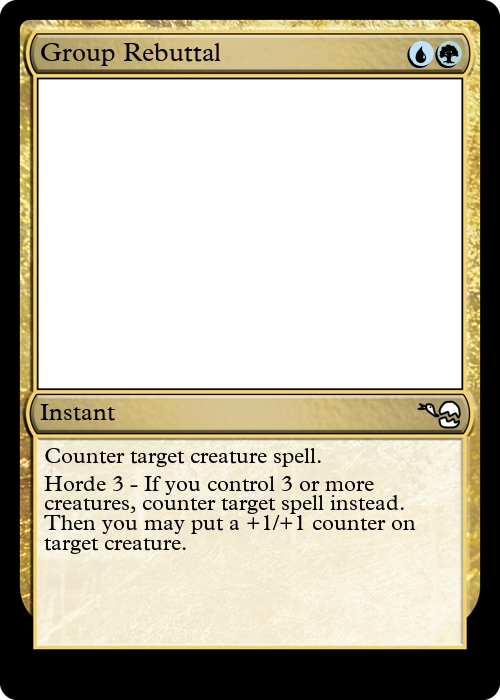 Group Rebuttal
Instant
Counter target creature spell.
Horde 3 - If you control 3 or more
creatures, counter target spell instead.
Then you may put a +1/+1 counter on
target creature.